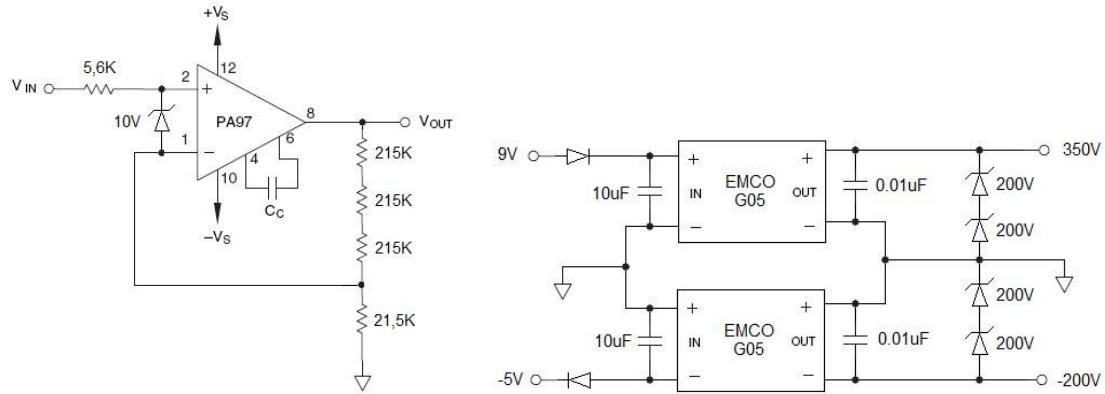 +VS
VIN
5,6K
2
+
12
10V
PA97
8
VOUT
1
−
4
6
10
CC
−VS
215K
215K
215K
21,5K
9V
+
+
350V
10uF
IN
EMCO
G05
OUT
0.01uF
200V
−
−
200V
+
+
200V
10uF
IN
EMCO
G05
OUT
0.01uF
200V
-5V
−
−
-200V